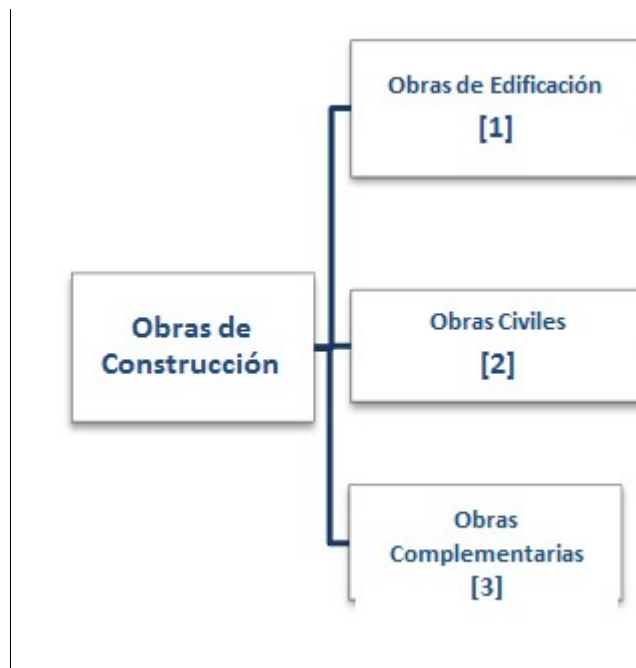 Obras de Construcción
Obras de Edificación
[1]
Obras Civiles
[2]
Obras
Complementarias
[3]